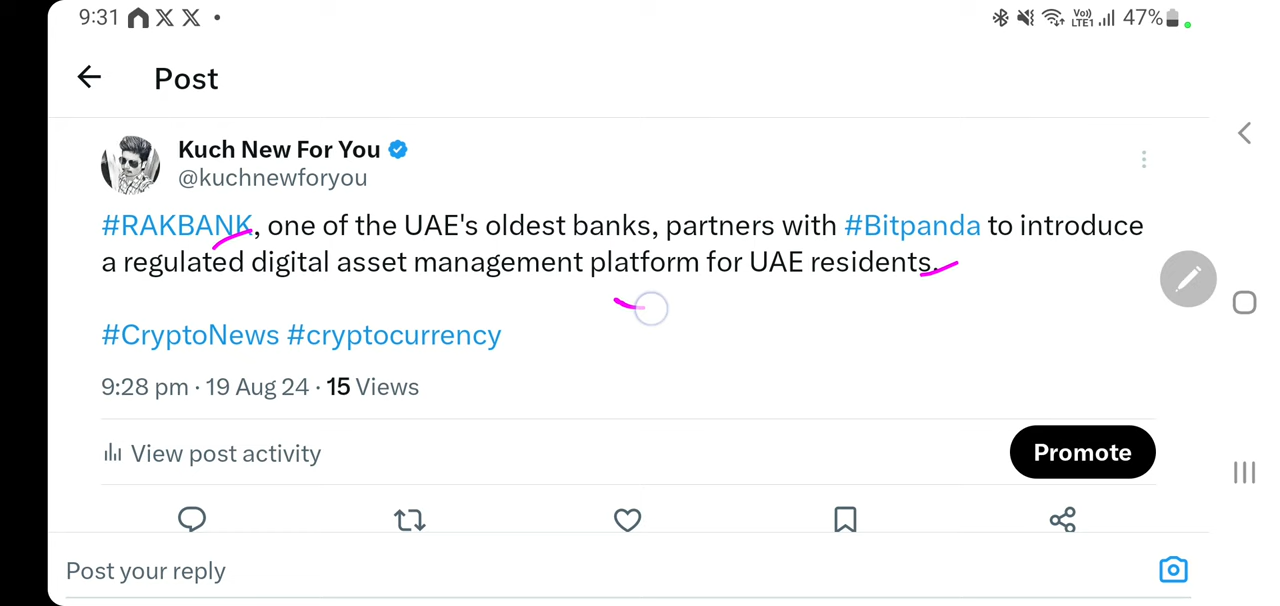 9:31
Vo))
LTE1
47%
Post
Kuch New For You
@kuchnewforyou
#RAKBANK, one of the UAE's oldest banks, partners with #Bitpanda to introduce
a regulated digital asset management platform for UAE residents.
#CryptoNews #cryptocurrency
9:28 pm · 19 Aug 24 · 15 Views
View post activity
Promote
Post your reply